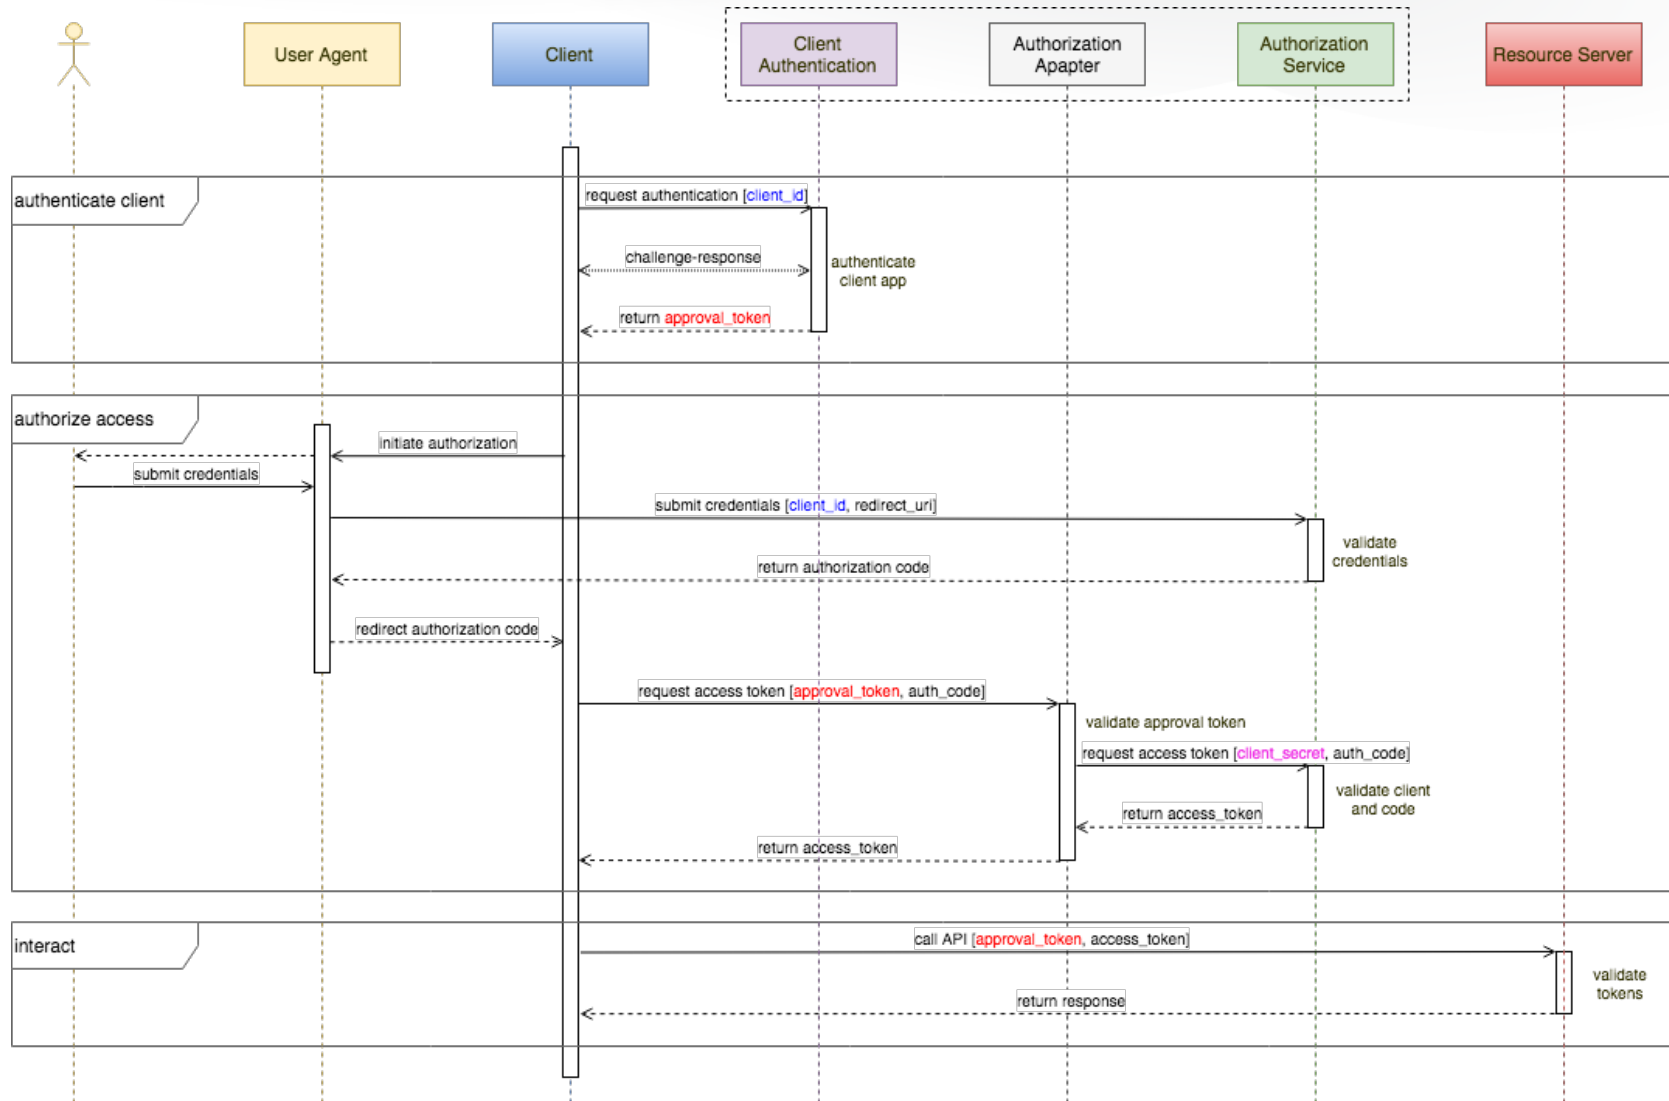 User Agent
Client
Client
Authentication
Authorization
Apapter
Authorization
Service
Resource Server
authenticate client
request authentication [client_id]
challenge-response
authenticate
client app
return approval_token
authorize access
initiate authorization
submit credentials
submit credentials [client_id, redirect_uri]
validate
credentials
return authorization code
redirect authorization code
request access token [approval_token, auth_code]
validate approval token
request access token [client_secret, auth_code]
validate client
and code
return access_token
return access_token
interact
call API [approval_token, access_token]
validate
tokens
return response